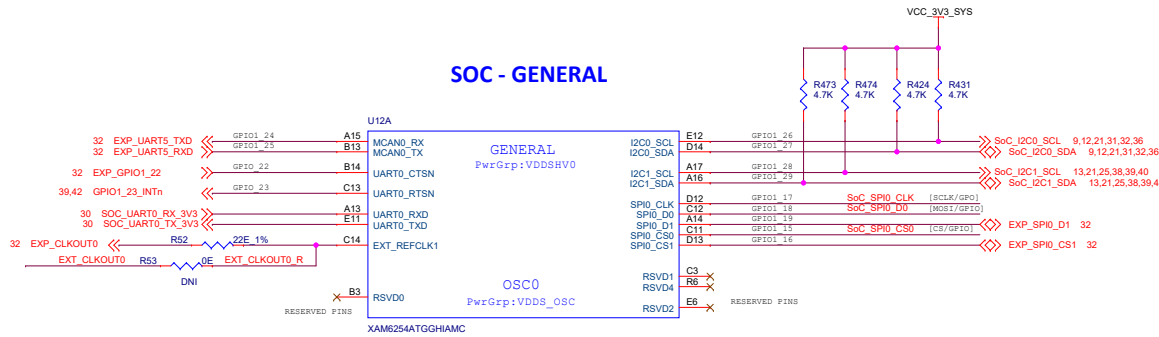 VCC_3V3_SYS
SOC - GENERAL
R473 R474 R424 R431
4.7K 4.7K 4.7K 4.7K
U12A
32 EXP_UART5_TXD GPIO1_24 A15 MCAN0_RX
32 EXP_UART5_RXD GPIO1_25 B13 MCAN0_TX
32 EXP_GPIO1_22 GPIO_22 B14 UART0_CTSN
39,42 GPIO1_23_INTn GPIO_23 C13 UART0_RTSN
30 SOC_UART0_RX_3V3 A13 UART0_RXD
30 SOC_UART0_TX_3V3 E11 UART0_TXD
32 EXP_CLKOUT0 R52 22E_1% C14 EXT_REFCLK1
EXT_CLKOUT0 R53 0E EXT_CLKOUT0_R
DNI
B3 RSVD0
RESERVED PINS
GENERAL
PwrGrp:VDDSHV0
OSC0
PwrGrp:VDDS_OSC
I2C0_SCL E12 GPIO1_26 SoC_I2C0_SCL 9,12,21,31,32,36
I2C0_SDA D14 GPIO1_27 SoC_I2C0_SDA 9,12,21,31,32,36
I2C1_SCL A17 GPIO1_28 SoC_I2C1_SCL 13,21,25,38,39,40
I2C1_SDA A16 GPIO1_29 SoC_I2C1_SDA 13,21,25,38,39,4
SPI0_CLK D12 GPIO1_17 SoC_SPI0_CLK [SCLK/GPO]
SPI0_D0 C12 GPIO1_18 SoC_SPI0_D0 [MOSI/GPIO]
SPI0_D1 A14 GPIO1_19 EXP_SPI0_D1 32
SPI0_CS0 C11 GPIO1_15 SoC_SPI0_CS0 [CS/GPIO]
SPI0_CS1 D13 GPIO1_16 EXP_SPI0_CS1 32
RSVD1 C3
RSVD4 R6
RSVD2 E6 RESERVED PINS
XAM6254ATGGHIAMC